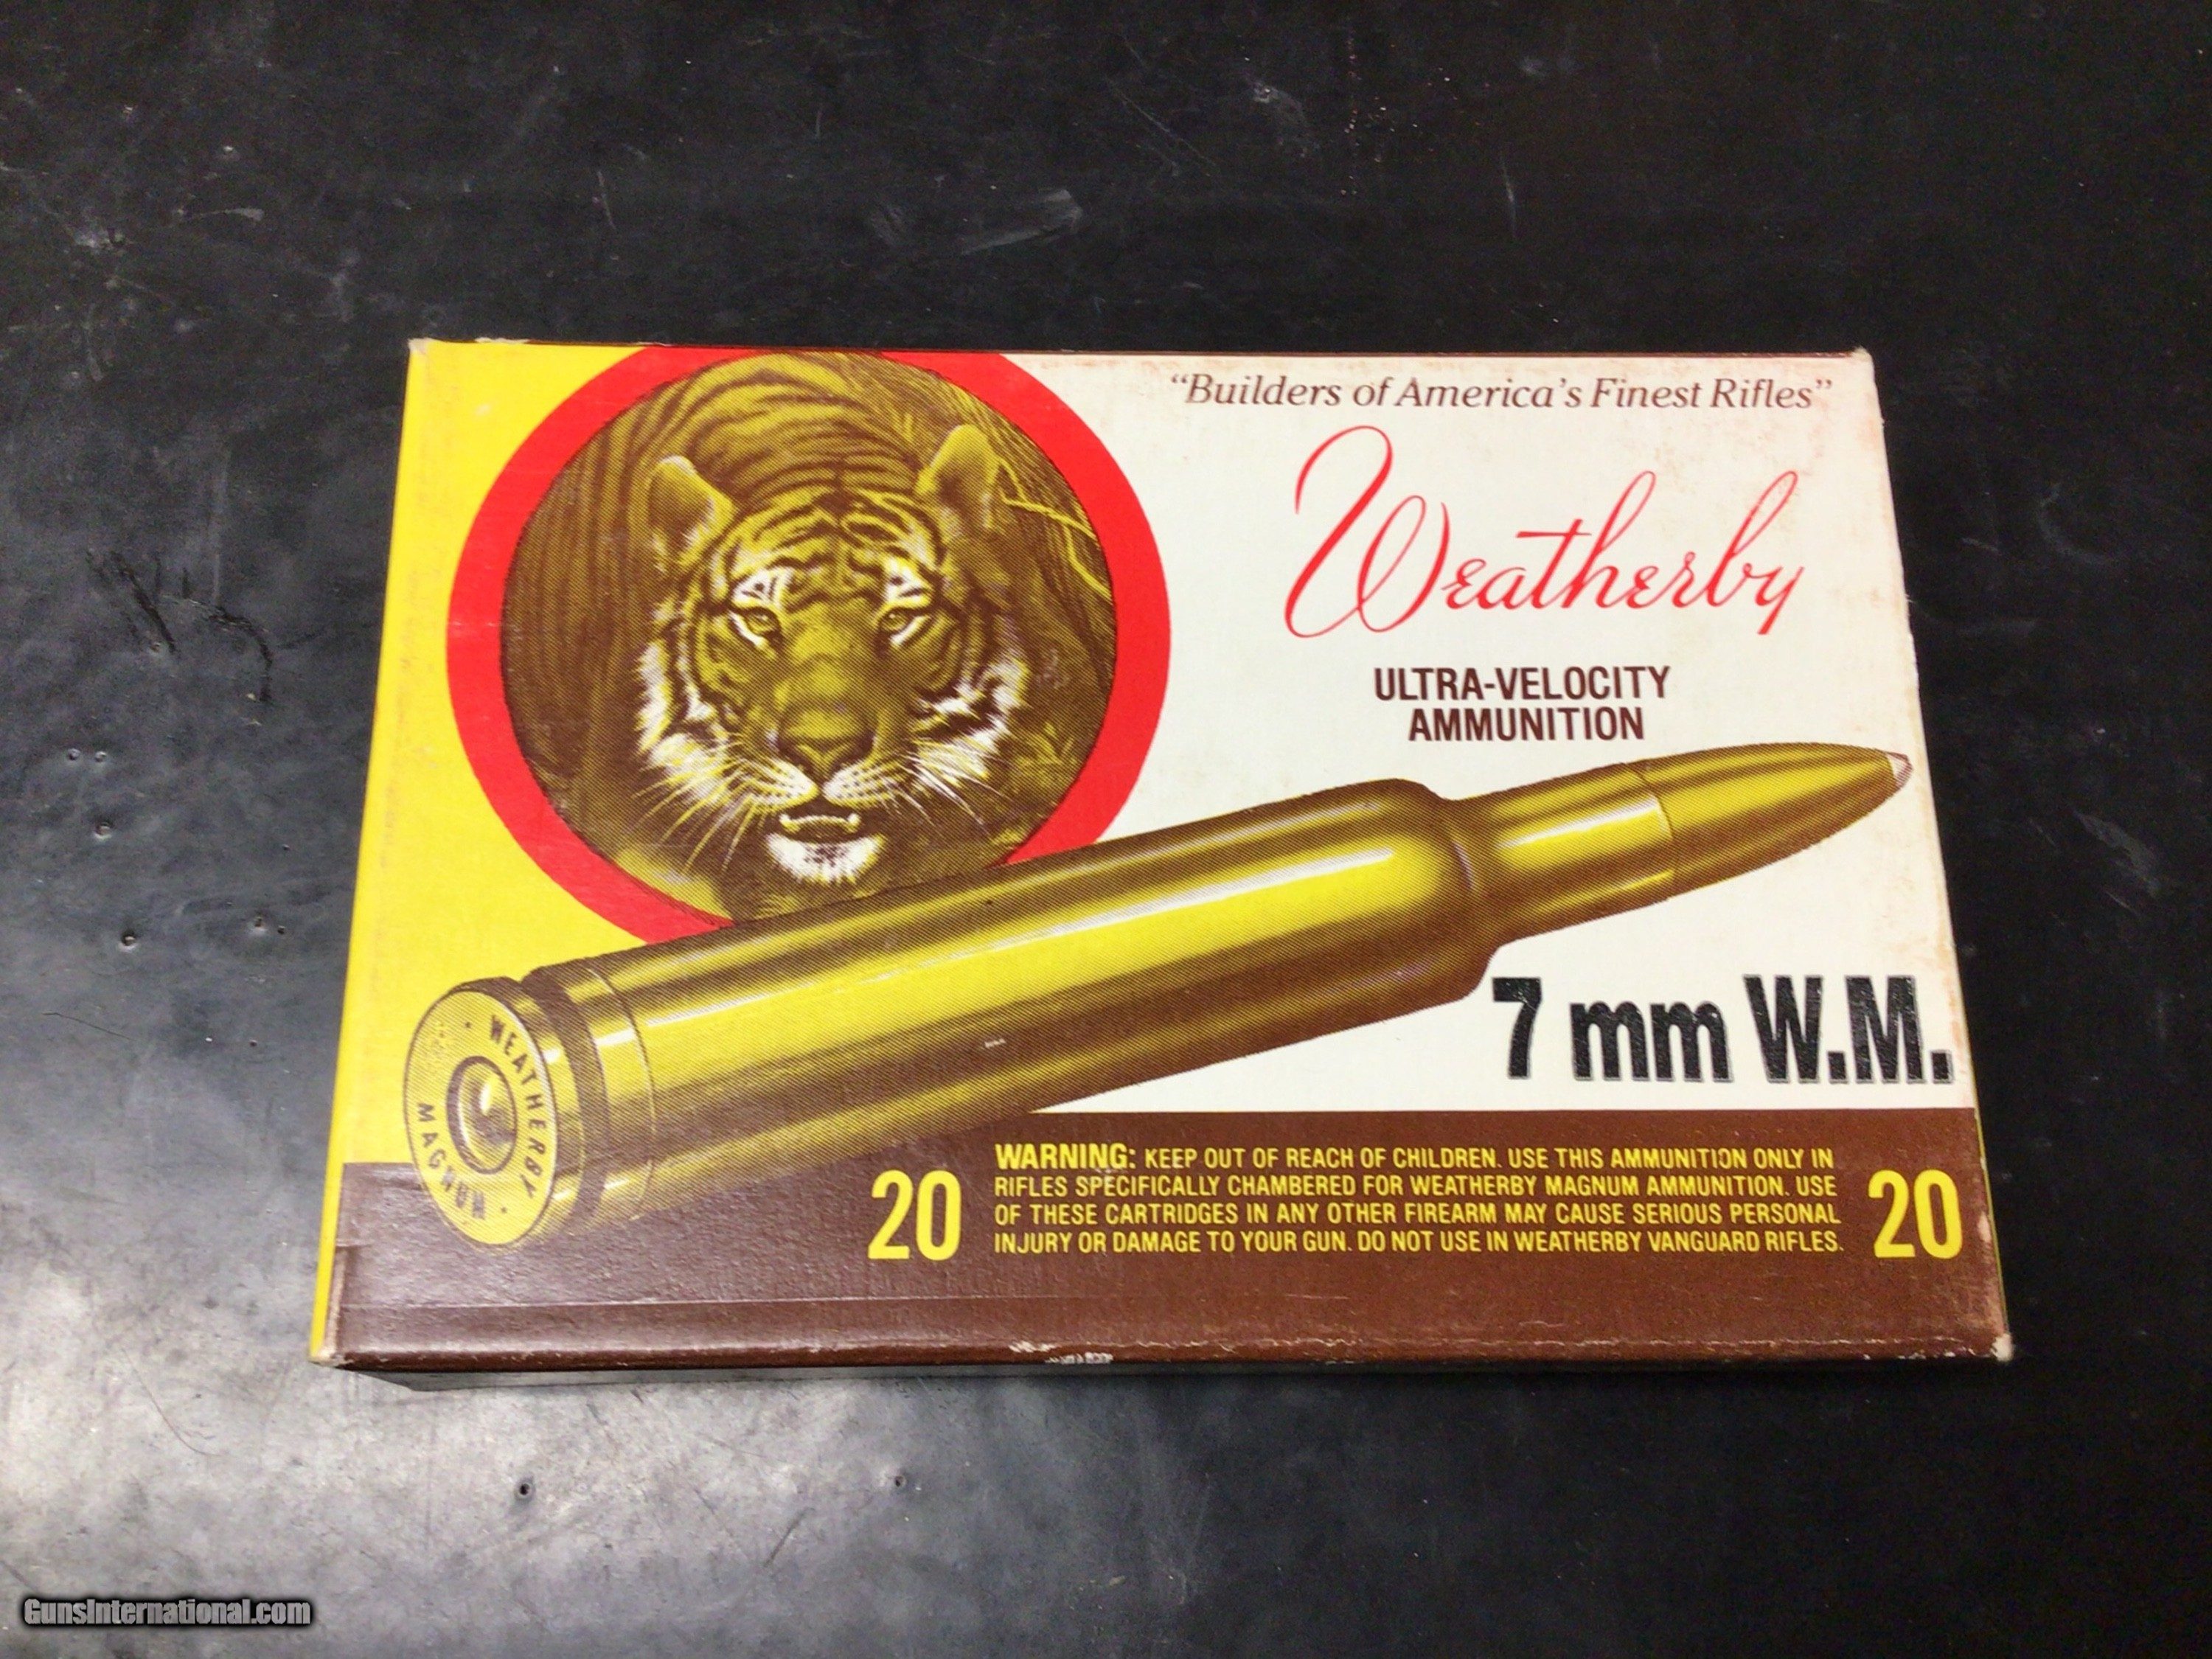 "Builders of America's Finest Rifles"
Weatherby
ULTRA-VELOCITY
AMMUNITION
7 mm W.M.
WEATHERBY
MAGNUM
20
WARNING: KEEP OUT OF REACH OF CHILDREN. USE THIS AMMUNITION ONLY IN
RIFLES SPECIFICALLY CHAMBERED FOR WEATHERBY MAGNUM AMMUNITION. USE
OF THESE CARTRIDGES IN ANY OTHER FIREARM MAY CAUSE SERIOUS PERSONAL
INJURY OR DAMAGE TO YOUR GUN. DO NOT USE IN WEATHERBY VANGUARD RIFLES.
20
GunsInternational.com